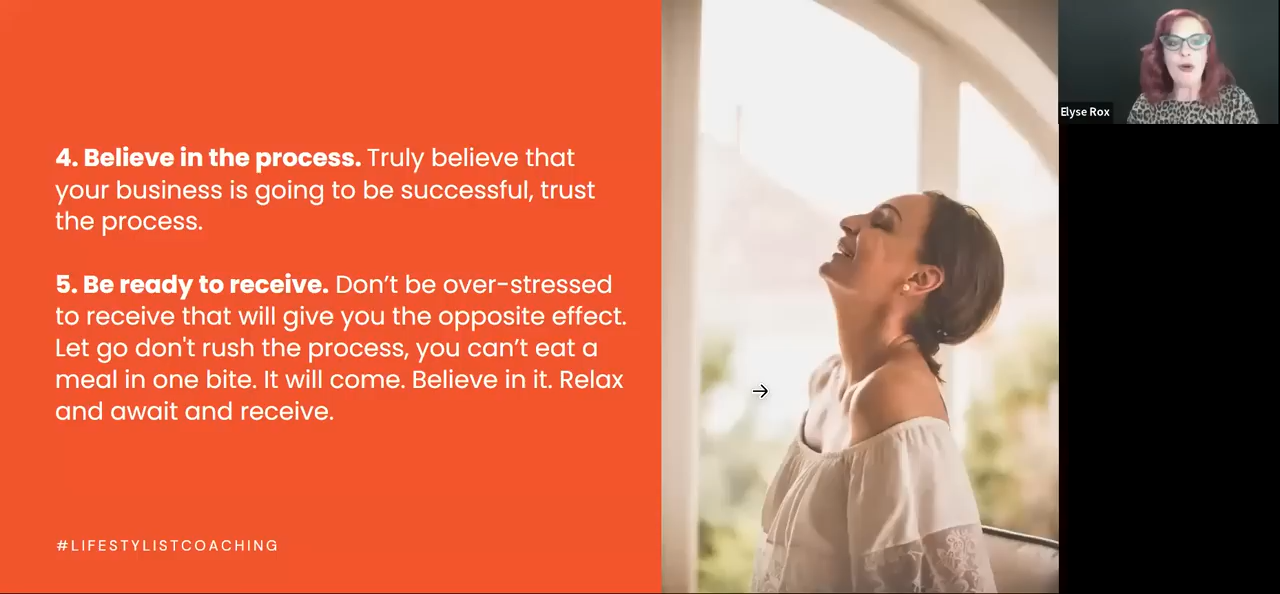 4. Believe in the process. Truly believe that
your business is going to be successful, trust
the process.
5. Be ready to receive. Don’t be over-stressed
to receive that will give you the opposite effect.
Let go don't rush the process, you can’t eat a
meal in one bite. It will come. Believe in it. Relax
and await and receive.
#LIFESTYLISTCOACHING
Elyse Rox